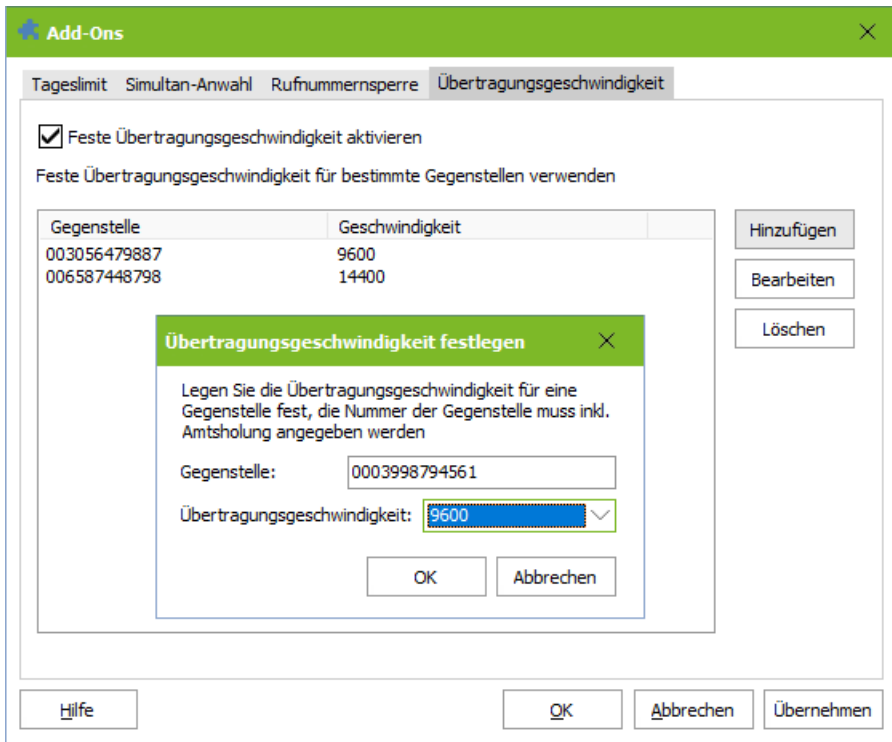 Add-Ons
Tageslimit Simultan-Anwahl Rufnummernsperre Übertragungsgeschwindigkeit
Feste Übertragungsgeschwindigkeit aktivieren
Feste Übertragungsgeschwindigkeit für bestimmte Gegenstellen verwenden
Gegenstelle Geschwindigkeit
003056479887 9600
006587448798 14400
Hinzufügen
Bearbeiten
Löschen
Übertragungsgeschwindigkeit festlegen
Legen Sie die Übertragungsgeschwindigkeit für eine
Gegenstelle fest, die Nummer der Gegenstelle muss inkl.
Amtsholung angegeben werden
Gegenstelle: 0003998794561
Übertragungsgeschwindigkeit: 9600
OK Abbrechen
Hilfe OK Abbrechen Übernehmen